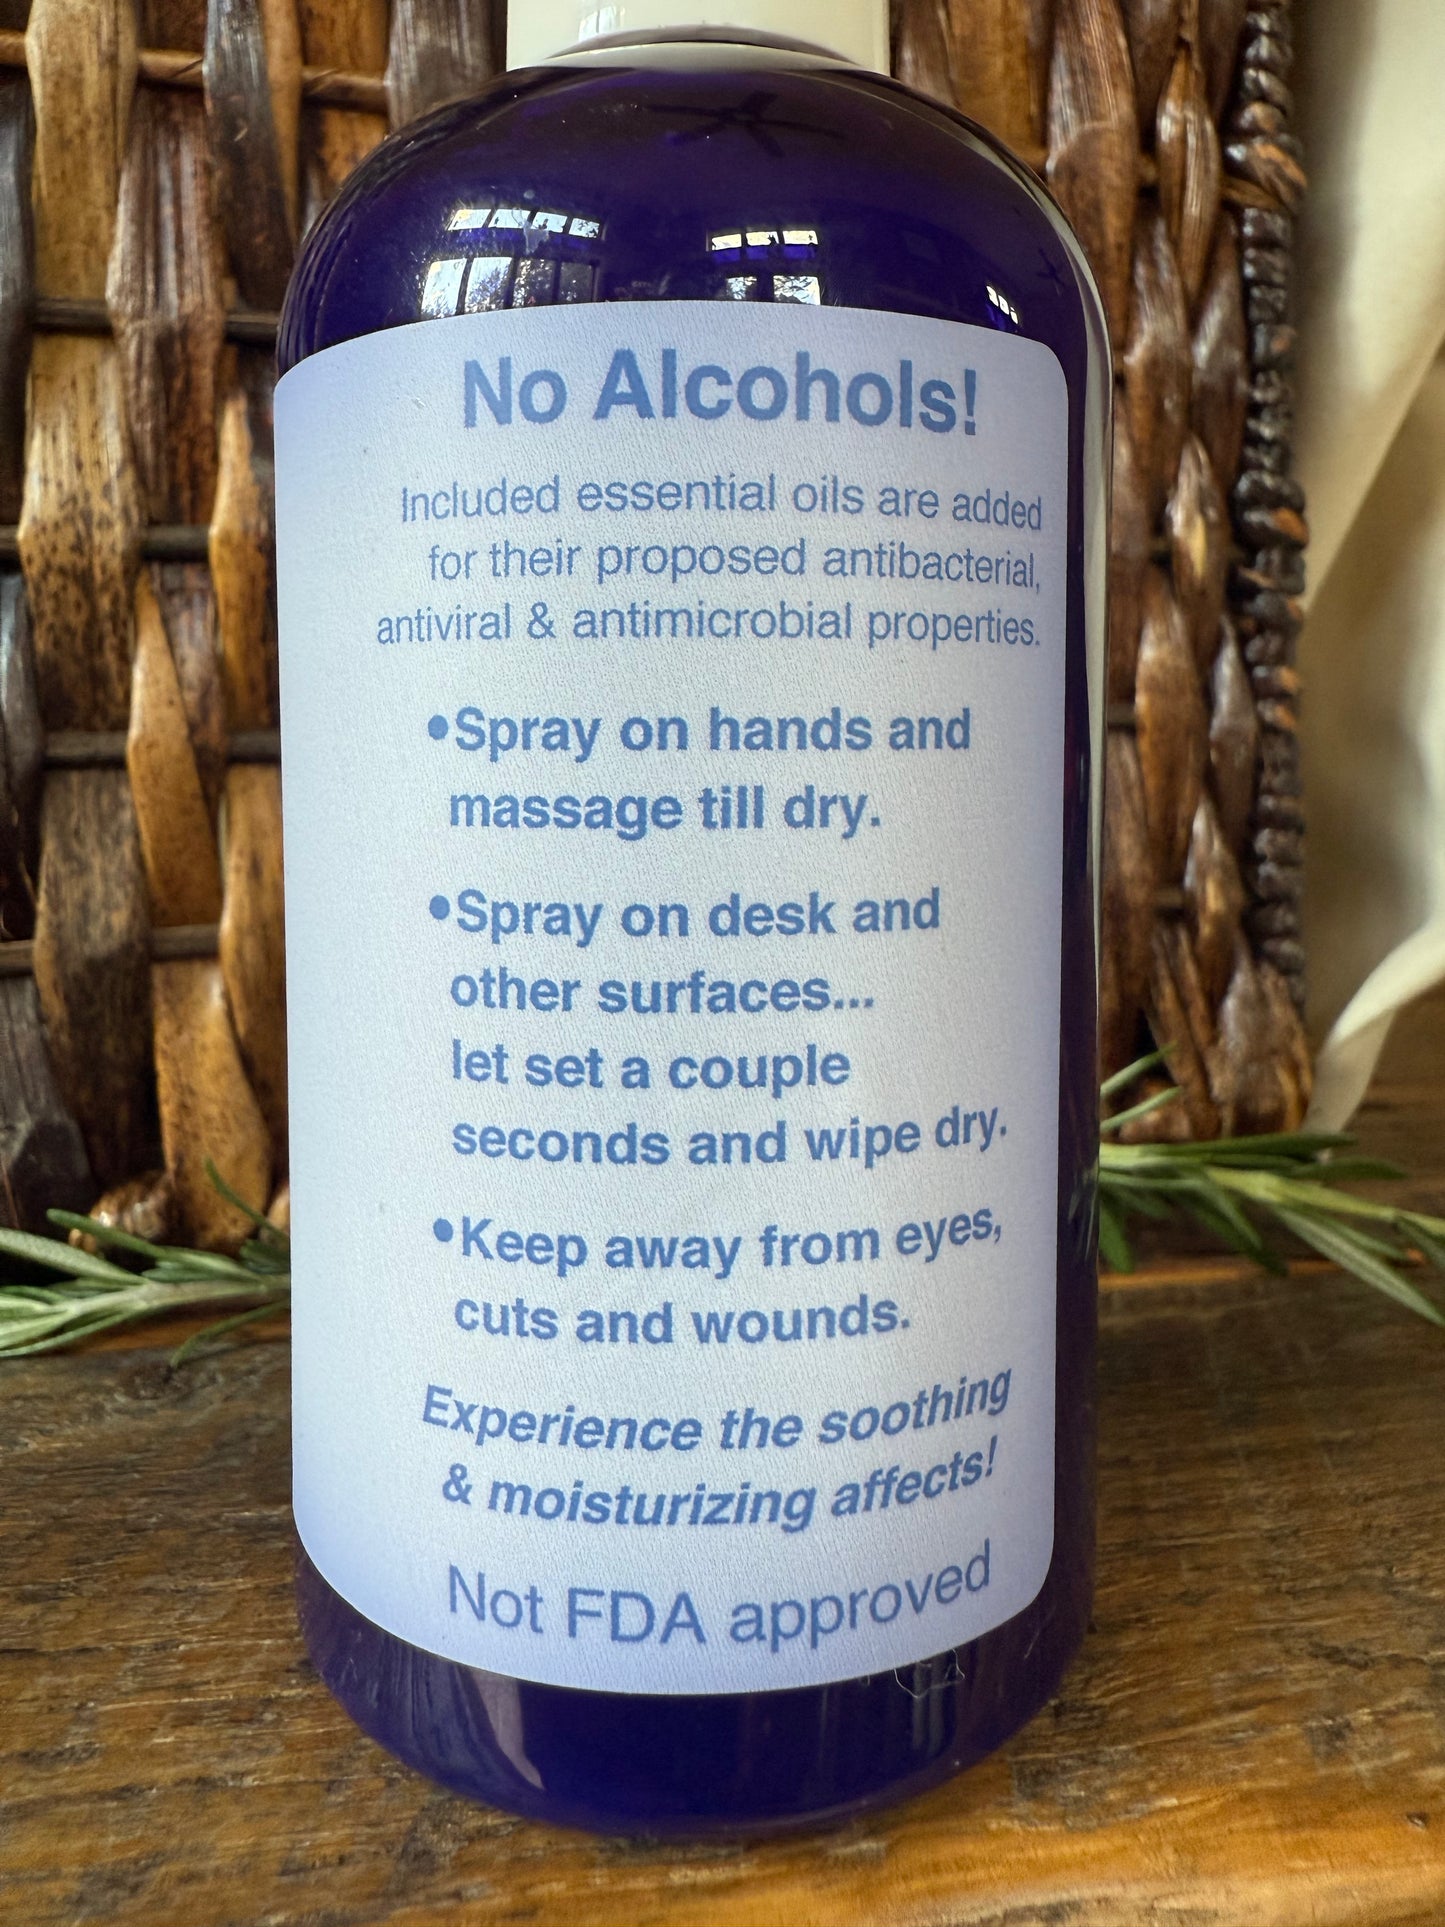 No Alcohols!
Included essential oils are added
for their proposed antibacterial,
antiviral & antimicrobial properties.
•Spray on hands and
massage till dry.
•Spray on desk and
other surfaces...
let set a couple
seconds and wipe dry.
•Keep away from eyes,
cuts and wounds.
Experience the soothing
& moisturizing affects!
Not FDA approved